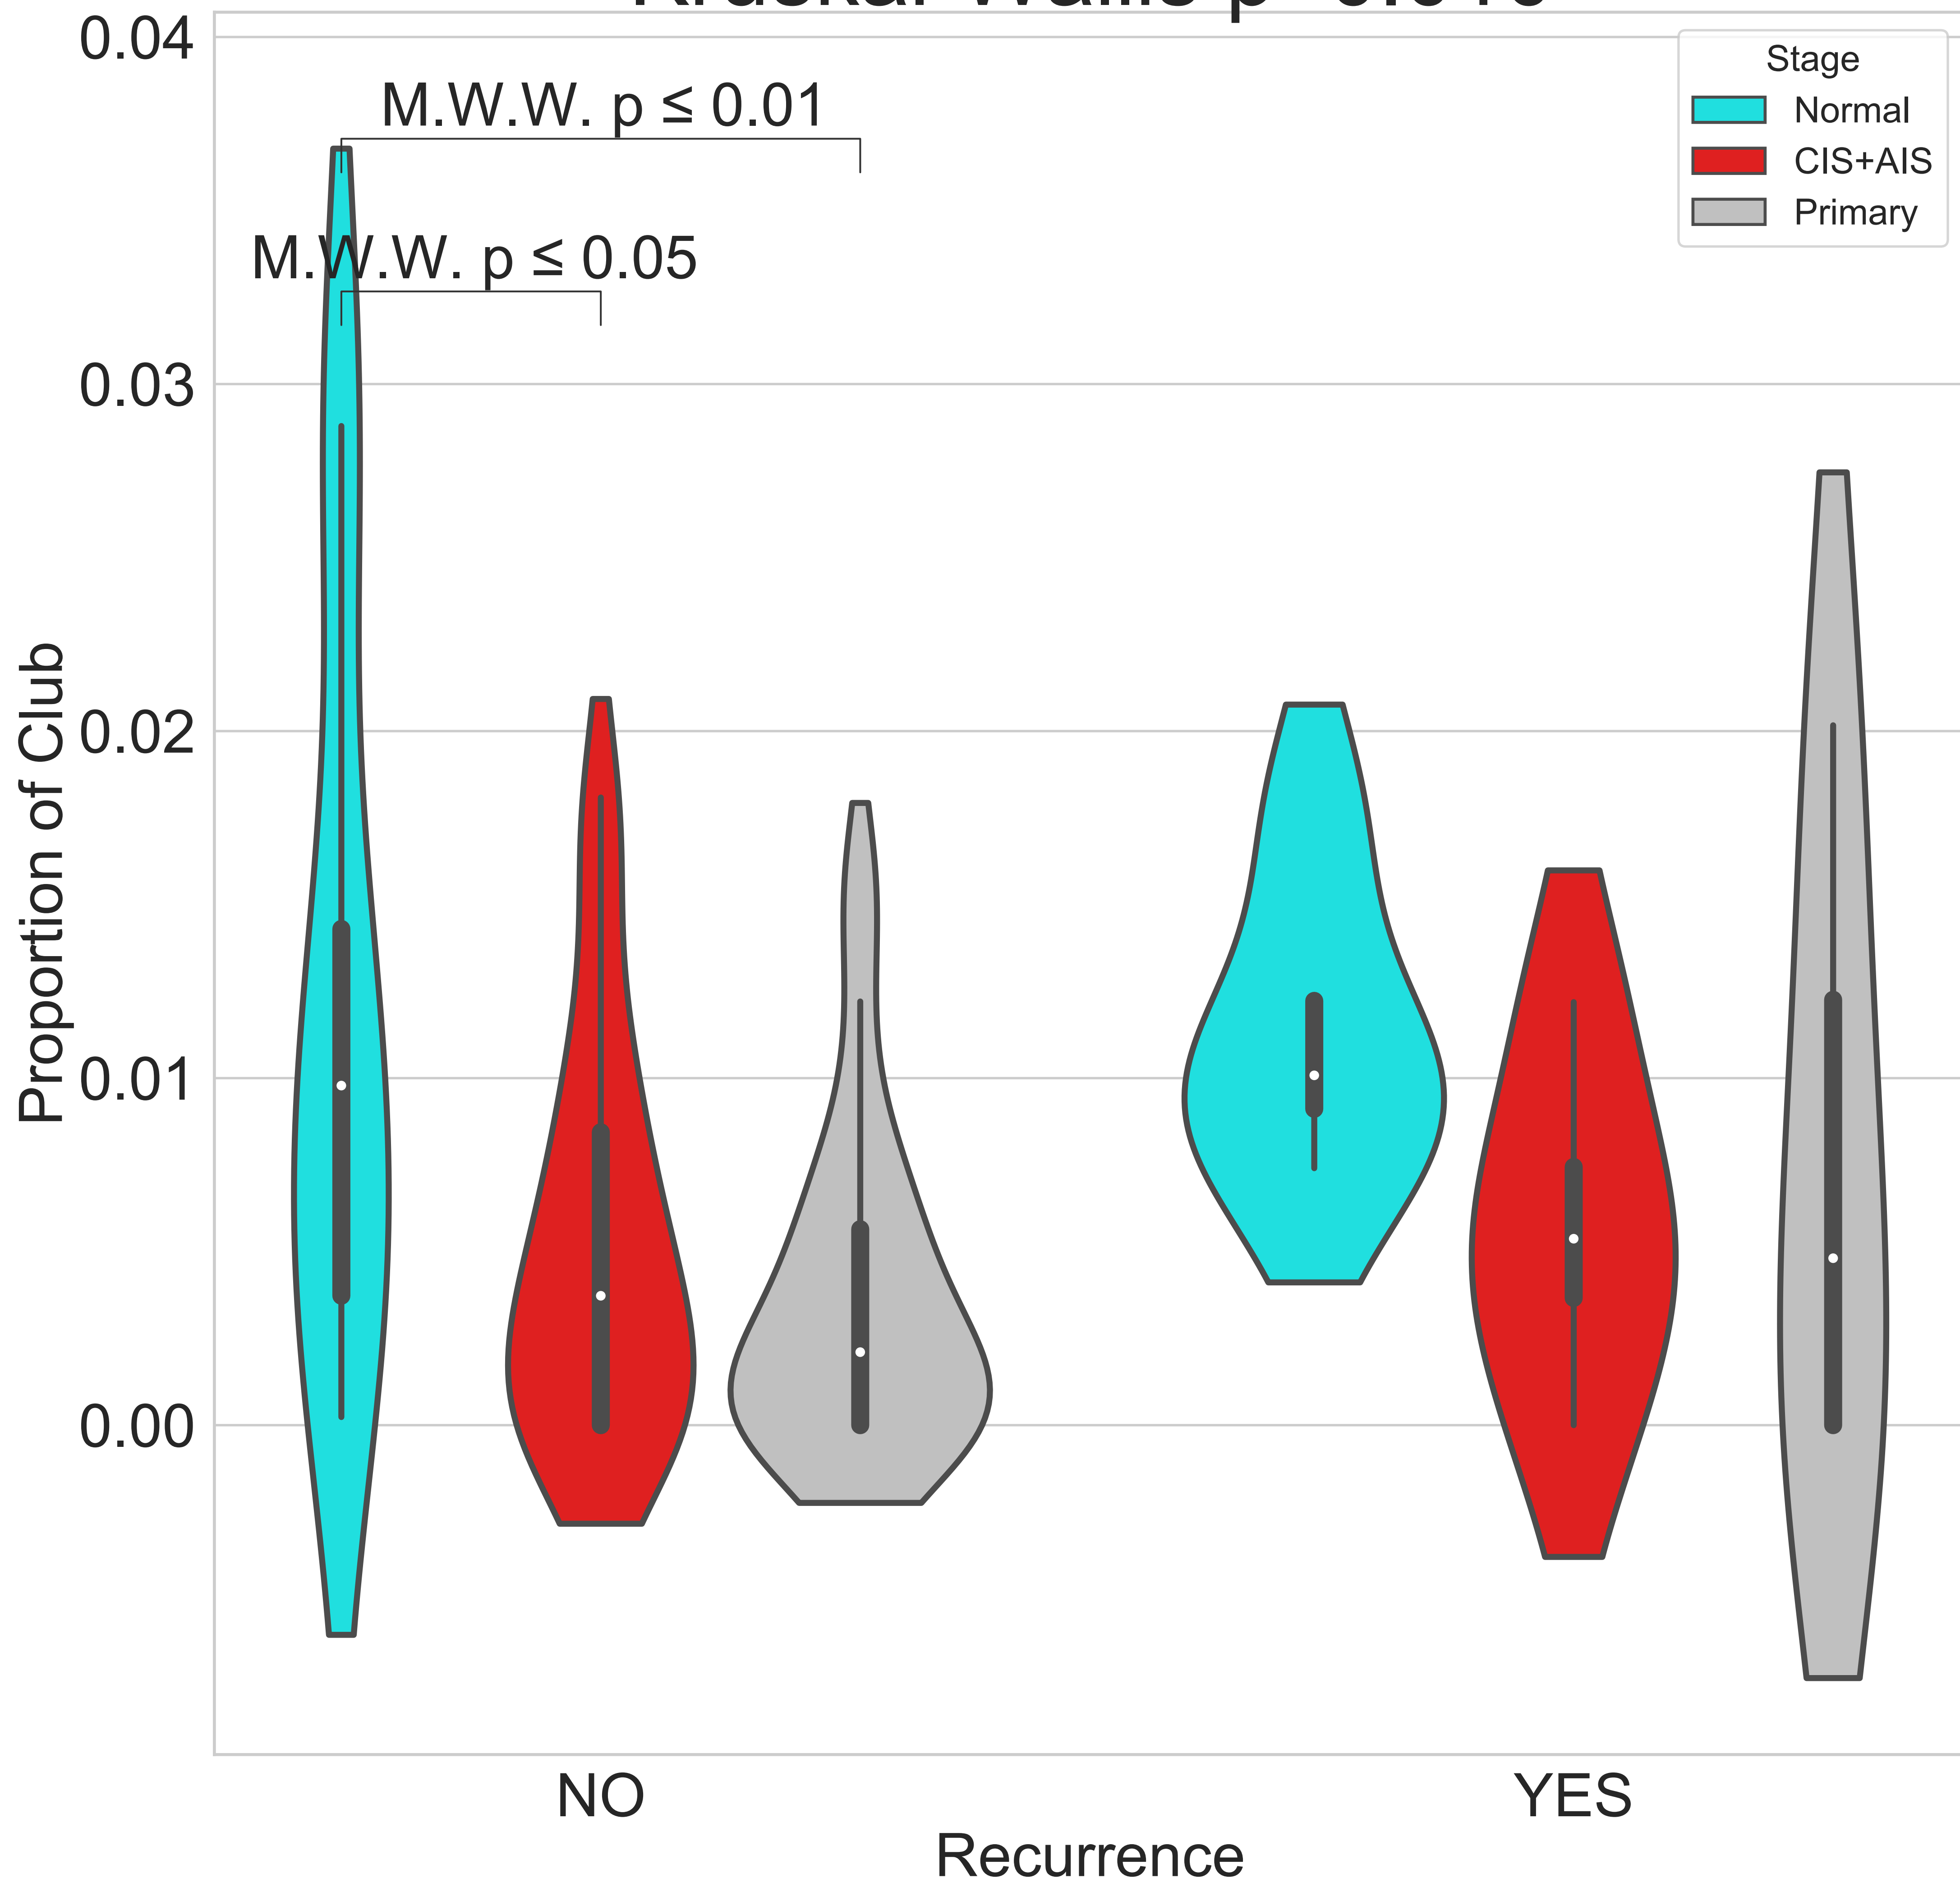 0.04
M.W.W. p ≤ 0.01
M.W.W. p ≤ 0.05
0.03
0.02
0.01
0.00
Proportion of Club
Stage
Normal
CIS+AIS
Primary
NO
YES
Recurrence